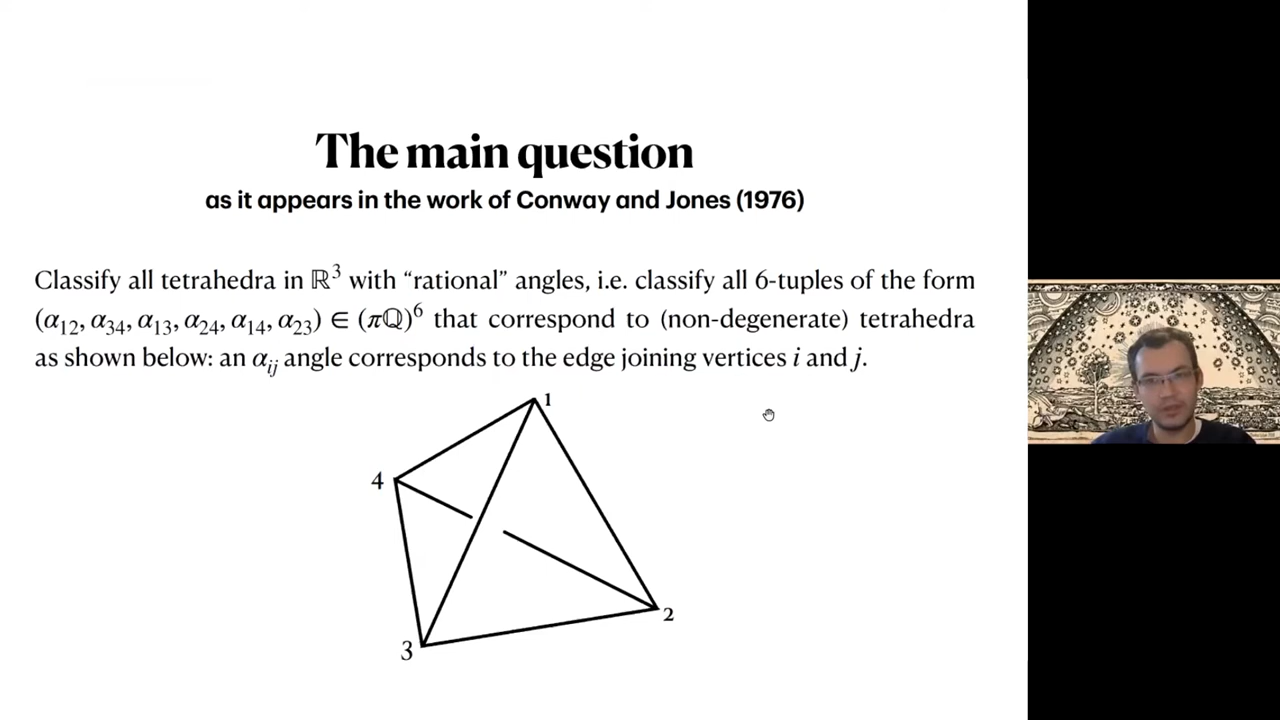 The main question
as it appears in the work of Conway and Jones (1976)
Classify all tetrahedra in ℝ³ with “rational” angles, i.e. classify all 6-tuples of the form
(α₁₂, α₃₄, α₁₃, α₂₄, α₁₄, α₂₃) ∈ (πℚ)⁶ that correspond to (non-degenerate) tetrahedra
as shown below: an αᵢⱼ angle corresponds to the edge joining vertices i and j.
1
4
2
3